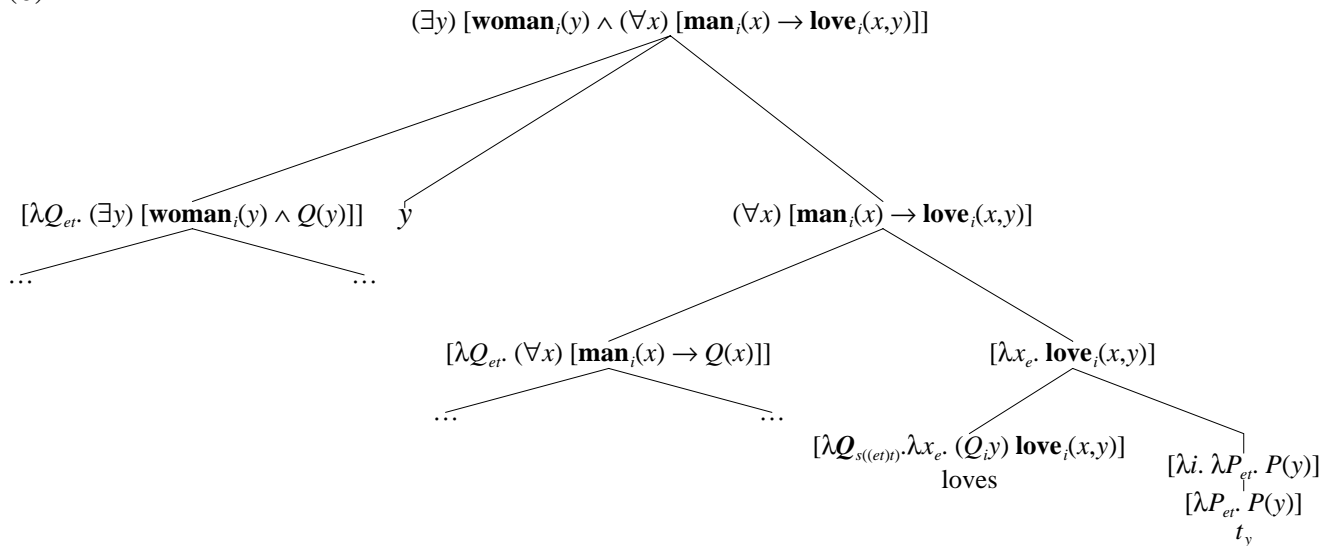 (∃y) [woman_i(y) ∧ (∀x) [man_i(x) → love_i(x,y)]]
[λQ_et. (∃y) [woman_i(y) ∧ Q(y)]] y (∀x) [man_i(x) → love_i(x,y)]
… …
[λQ_et. (∀x) [man_i(x) → Q(x)]] [λx_e. love_i(x,y)]
… …
[λQ_s((et)t).λx_e. (Q_i y) love_i(x,y)] [λi. λP_et. P(y)]
loves [λP_et. P(y)]
t_y